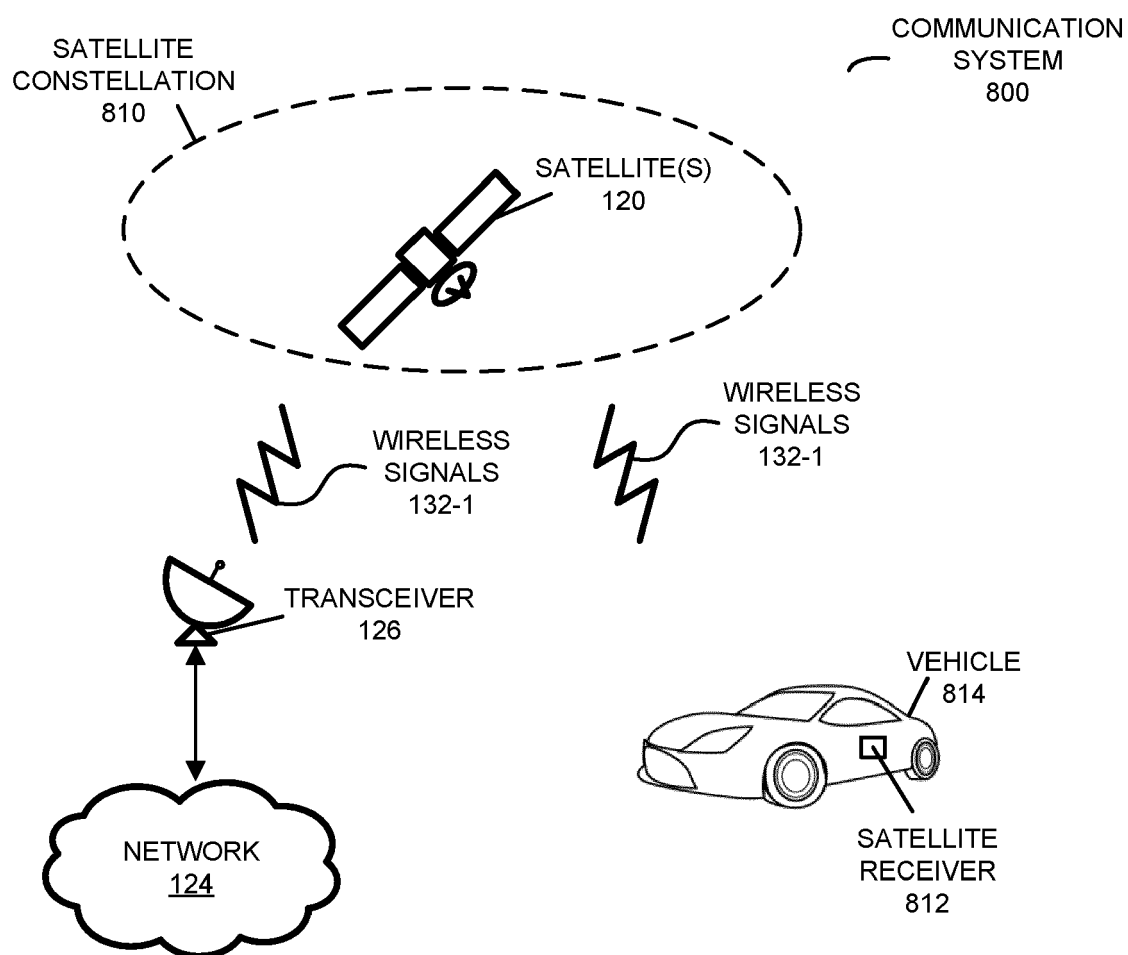 COMMUNICATION
SYSTEM
800
SATELLITE
CONSTELLATION
810
SATELLITE(S)
120
WIRELESS
SIGNALS
132-1
WIRELESS
SIGNALS
132-1
TRANSCEIVER
126
VEHICLE
814
NETWORK
124
SATELLITE
RECEIVER
812